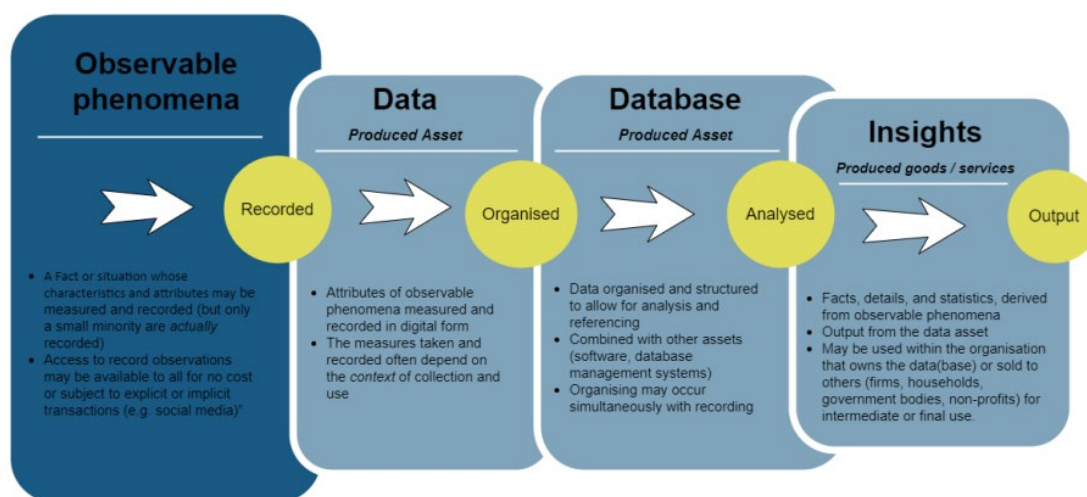 Observable
phenomena
Recorded
• A Fact or situation whose
characteristics and attributes may be
measured and recorded (but only
a small minority are actually
recorded)
• Access to record observations
may be available to all for no cost
or subject to explicit or implicit
transactions (e.g. social media)"
Data
Produced Asset
Organised
• Attributes of observable
phenomena measured and
recorded in digital form
• The measures taken and
recorded often depend on
the context of collection and
use
Database
Produced Asset
Analysed
• Data organised and structured
to allow for analysis and
referencing
• Combined with other assets
(software, database
management systems)
• Organising may occur
simultaneously with recording
Insights
Produced goods / services
Output
• Facts, details, and statistics, derived
from observable phenomena
• Output from the data asset
• May be used within the organisation
that owns the data(base) or sold to
others (firms, households,
government bodies, non-profits) for
intermediate or final use.